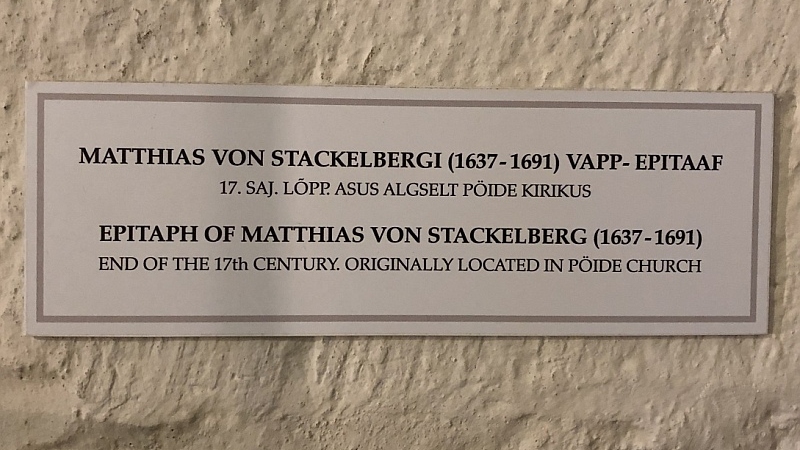 MATTHIAS VON STACKELBERGI (1637-1691) VAPP- EPITAAF
17. SAJ. LÕPP. ASUS ALGSELT PÖIDE KIRIKUS
EPITAPH OF MATTHIAS VON STACKELBERG (1637-1691)
END OF THE 17th CENTURY. ORIGINALLY LOCATED IN PÖIDE CHURCH